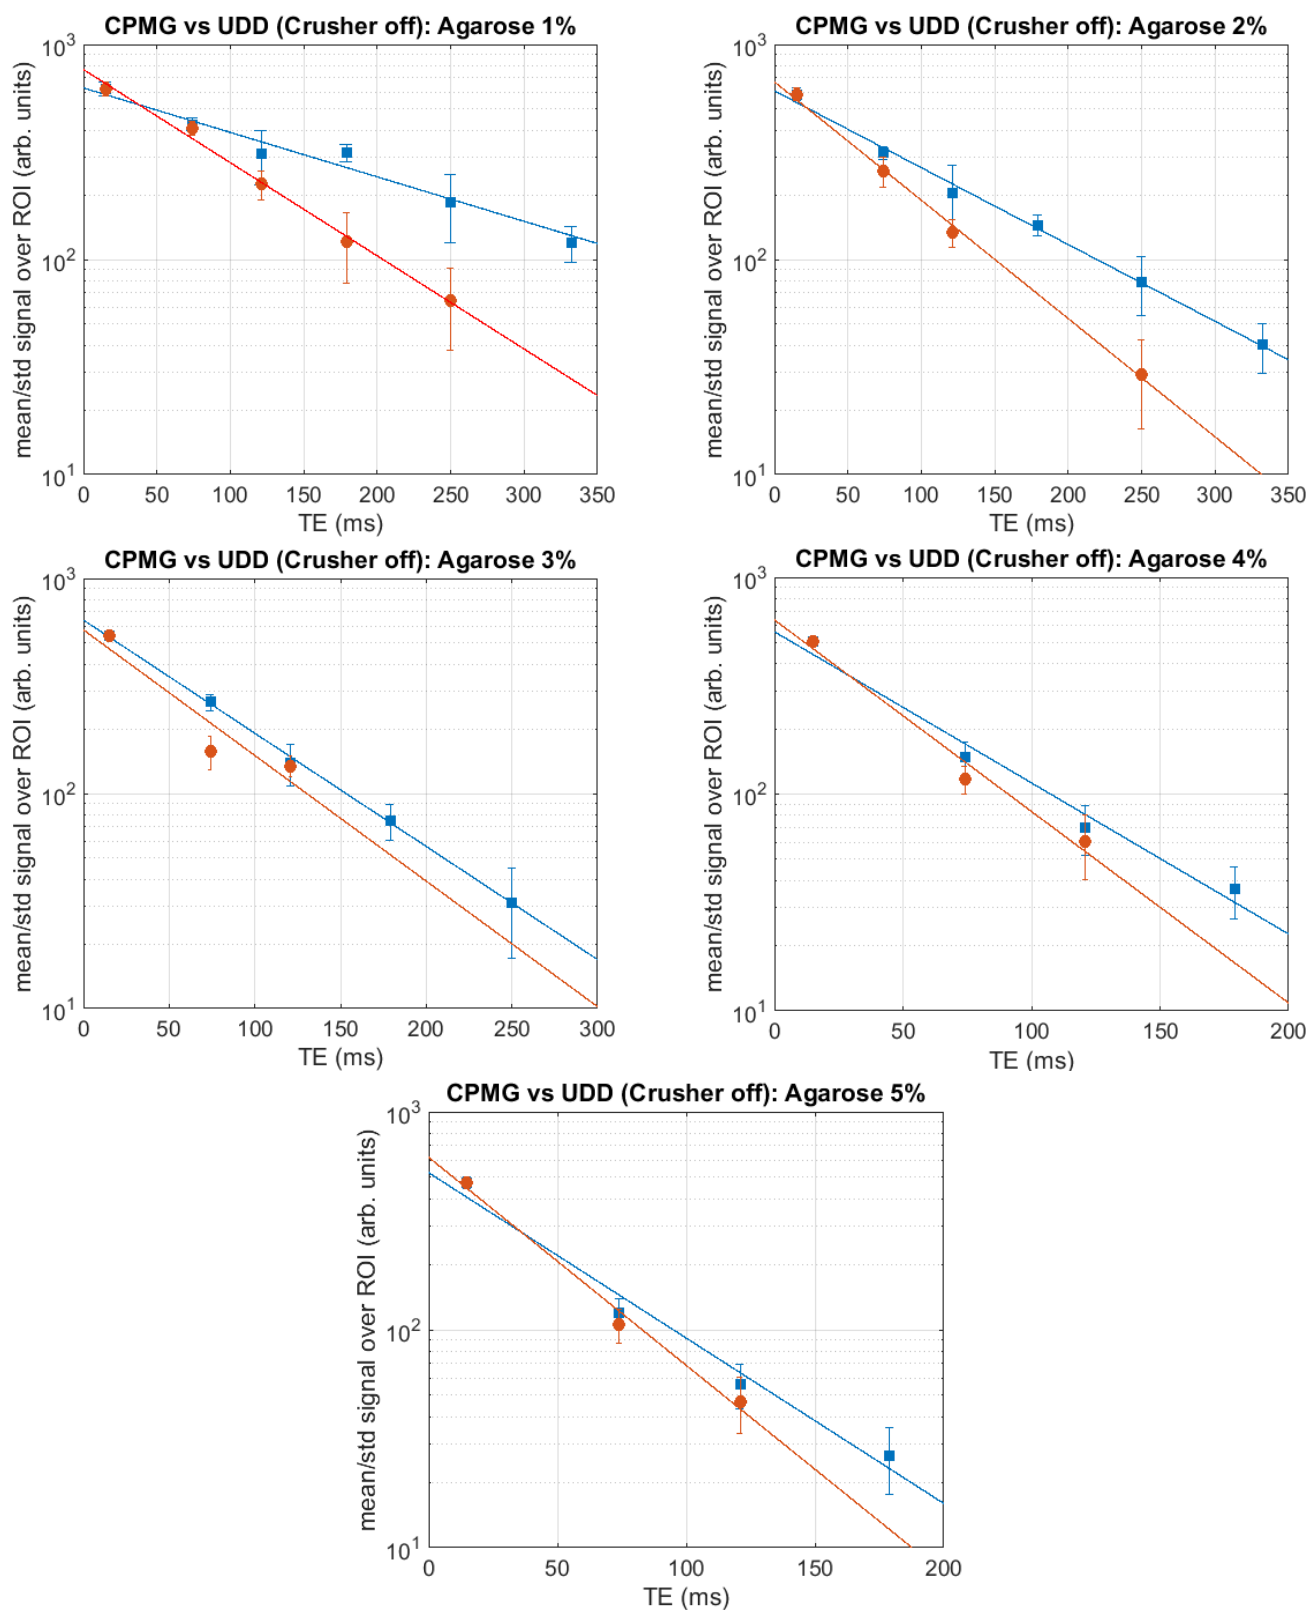 CPMG vs UDD (Crusher off): Agarose 1%
mean/std signal over ROI (arb. units)
10^3
10^2
10^1
0 50 100 150 200 250 300 350
TE (ms)
CPMG vs UDD (Crusher off): Agarose 2%
mean/std signal over ROI (arb. units)
10^3
10^2
10^1
0 50 100 150 200 250 300 350
TE (ms)
CPMG vs UDD (Crusher off): Agarose 3%
mean/std signal over ROI (arb. units)
10^3
10^2
10^1
0 50 100 150 200 250 300
TE (ms)
CPMG vs UDD (Crusher off): Agarose 4%
mean/std signal over ROI (arb. units)
10^3
10^2
10^1
0 50 100 150 200
TE (ms)
CPMG vs UDD (Crusher off): Agarose 5%
mean/std signal over ROI (arb. units)
10^3
10^2
10^1
0 50 100 150 200
TE (ms)